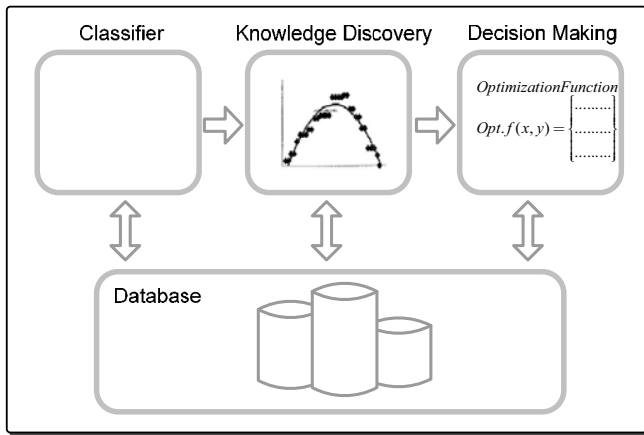 Classifier
Knowledge Discovery
Decision Making
OptimizationFunction
Opt.f(x,y)={
.........
.........
.........
Database